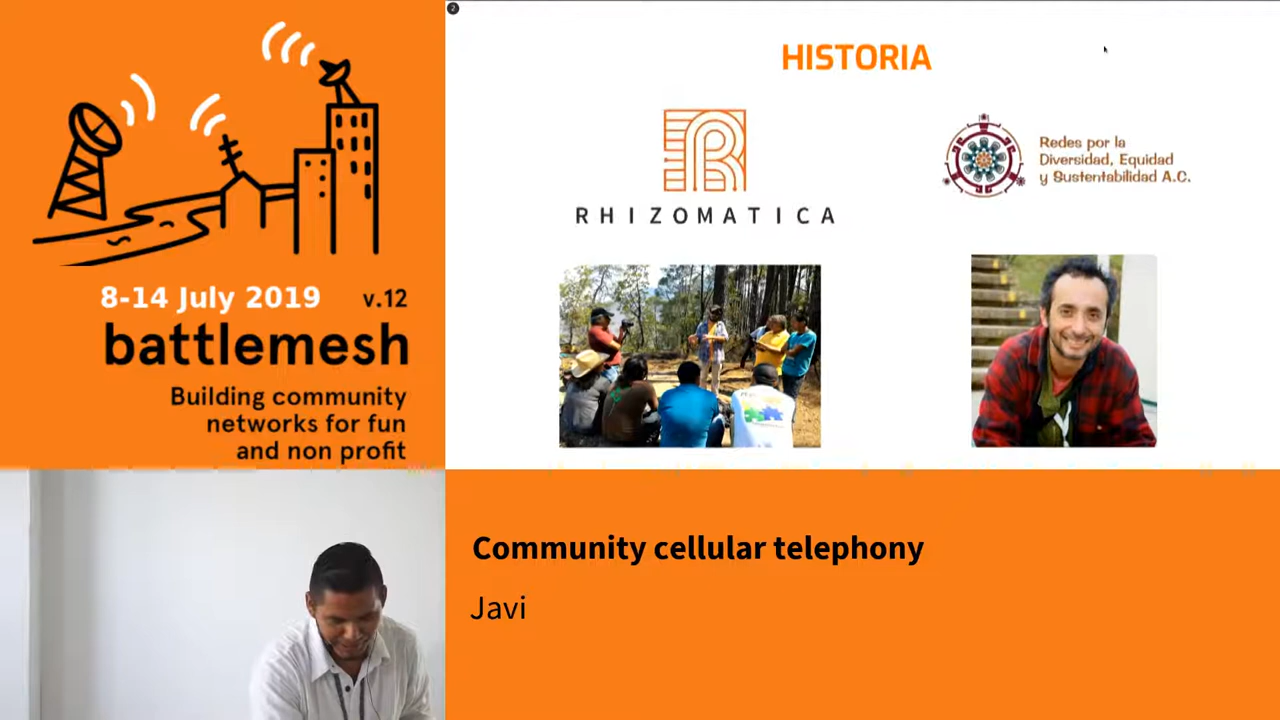 8-14 July 2019 v.12
battlemesh
Building community
networks for fun
and non profit
2
HISTORIA
RHIZOMATICA
Redes por la
Diversidad, Equidad
y Sustentabilidad A.C.
Community cellular telephony
Javi